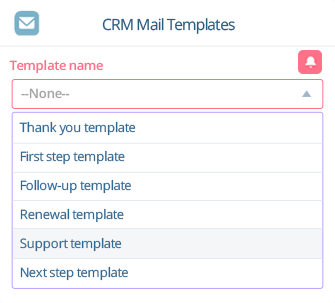 CRM Mail Templates
Template name
--None--
Thank you template
First step template
Follow-up template
Renewal template
Support template
Next step template